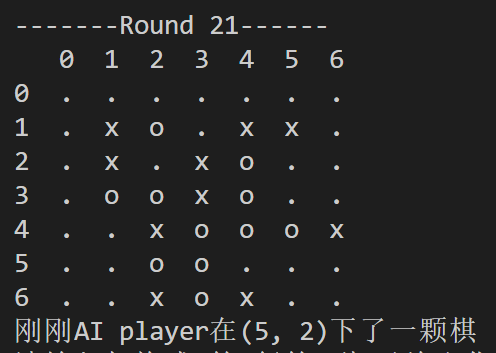 -------Round 21------
0 1 2 3 4 5 6
0 . . . . . . .
1 . x o . x x .
2 . x . x o . .
3 . o o x o . .
4 . . x o o o x
5 . . o o . . .
6 . . x o x . .
刚刚AI player在(5, 2)下了一颗棋